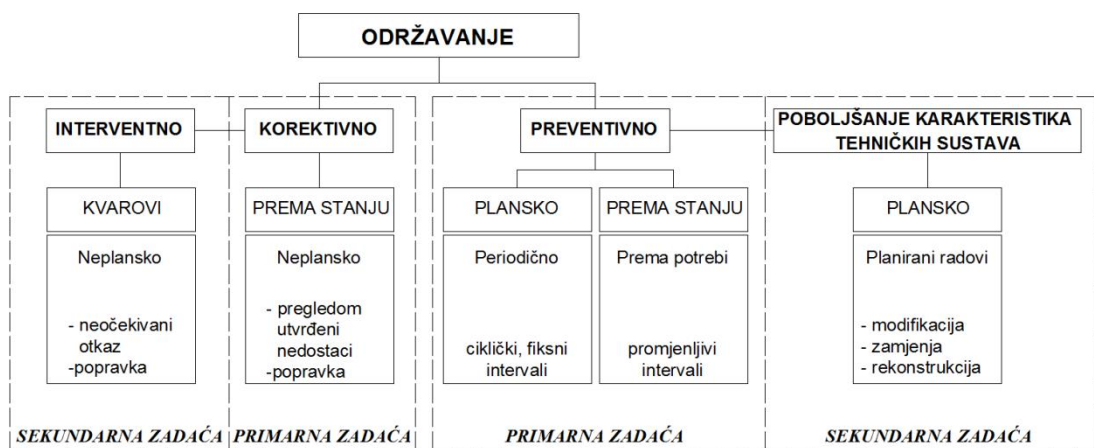 ODRŽAVANJE
INTERVENTNO
KOREKTIVNO
PREVENTIVNO
POBOLJŠANJE KARAKTERISTIKA
TEHNIČKIH SUSTAVA
KVAROVI
PREMA STANJU
PLANSKO
PREMA STANJU
PLANSKO
Neplansko
- neočekivani
otkaz
-popravka
Neplansko
- pregledom
utvrđeni
nedostaci
-popravka
Periodično
ciklički, fiksni
intervali
Prema potrebi
promjenljivi
intervali
Planirani radovi
- modifikacija
- zamjenja
- rekonstrukcija
SEKUNDARNA ZADAĆA
PRIMARNA ZADAĆA
PRIMARNA ZADAĆA
SEKUNDARNA ZADAĆA